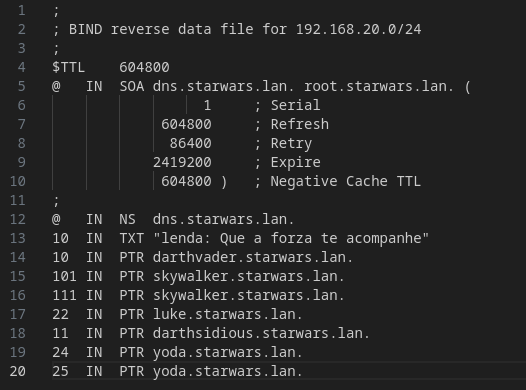 1 ;
2 ; BIND reverse data file for 192.168.20.0/24
3 ;
4 $TTL    604800
5 @   IN  SOA dns.starwars.lan. root.starwars.lan. (
6                   1     ; Serial
7              604800     ; Refresh
8               86400     ; Retry
9             2419200     ; Expire
10             604800 )   ; Negative Cache TTL
11 ;
12 @   IN  NS  dns.starwars.lan.
13 10  IN  TXT "lenda: Que a forza te acompanhe"
14 10  IN  PTR darthvader.starwars.lan.
15 101 IN  PTR skywalker.starwars.lan.
16 111 IN  PTR skywalker.starwars.lan.
17 22  IN  PTR luke.starwars.lan.
18 11  IN  PTR darthsidious.starwars.lan.
19 24  IN  PTR yoda.starwars.lan.
20 25  IN  PTR yoda.starwars.lan.